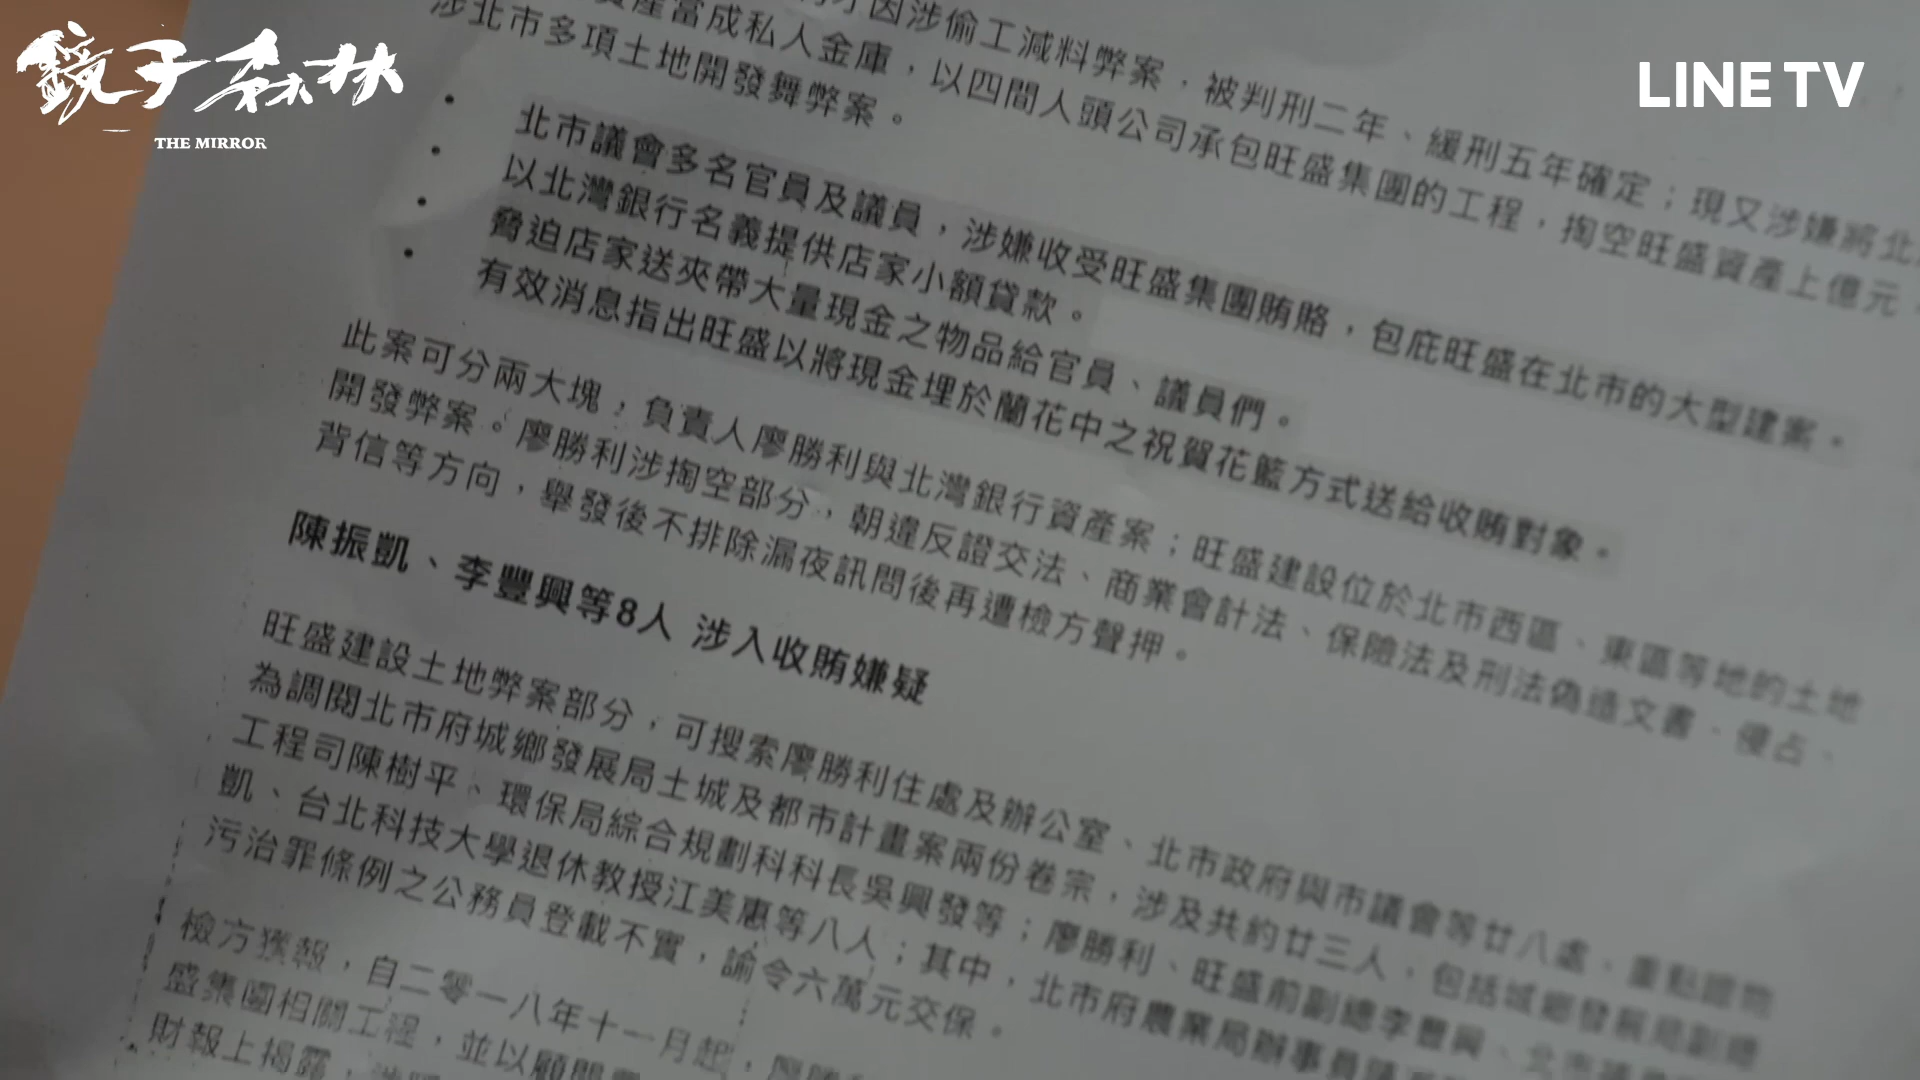 鏡子森林
THE MIRROR
LINE TV
因涉偷工減料弊案，被判刑二年、緩刑五年確定；現又涉嫌將北
資產當成私人金庫，以四間人頭公司承包旺盛集團的工程，掏空旺盛資產上億元，
涉北市多項土地開發舞弊案。
• 北市議會多名官員及議員，涉嫌收受旺盛集團賄賂，包庇旺盛在北市的大型建案。
• 以北灣銀行名義提供店家小額貸款。
• 脅迫店家送夾帶大量現金之物品給官員、議員們。
• 有效消息指出旺盛以將現金埋於蘭花中之祝賀花籃方式送給收賄對象。
此案可分兩大塊，負責人廖勝利與北灣銀行資產案；旺盛建設位於北市西區、東區等地的土地
開發弊案。廖勝利涉掏空部分，朝違反證交法、商業會計法、保險法及刑法偽造文書、侵占、
背信等方向，舉發後不排除漏夜訊問後再遭檢方聲押。
陳振凱、李豐興等8人 涉入收賄嫌疑
旺盛建設土地弊案部分，可搜索廖勝利住處及辦公室、北市政府與市議會等廿八處，重點證物
為調閱北市府城鄉發展局土城及都市計畫案兩份卷宗，涉及共約廿三人，包括城鄉發展局副總
工程司陳樹平、環保局綜合規劃科科長吳興發等；廖勝利、旺盛前副總李豐興、北市議
凱、台北科技大學退休教授江美惠等八人；其中，北市府農業局辦事員
污治罪條例之公務員登載不實，諭令六萬元交保。
檢方獲報，自二零一八年十一月起，廖勝
盛集團相關工程，並以顧問
財報上揭露，